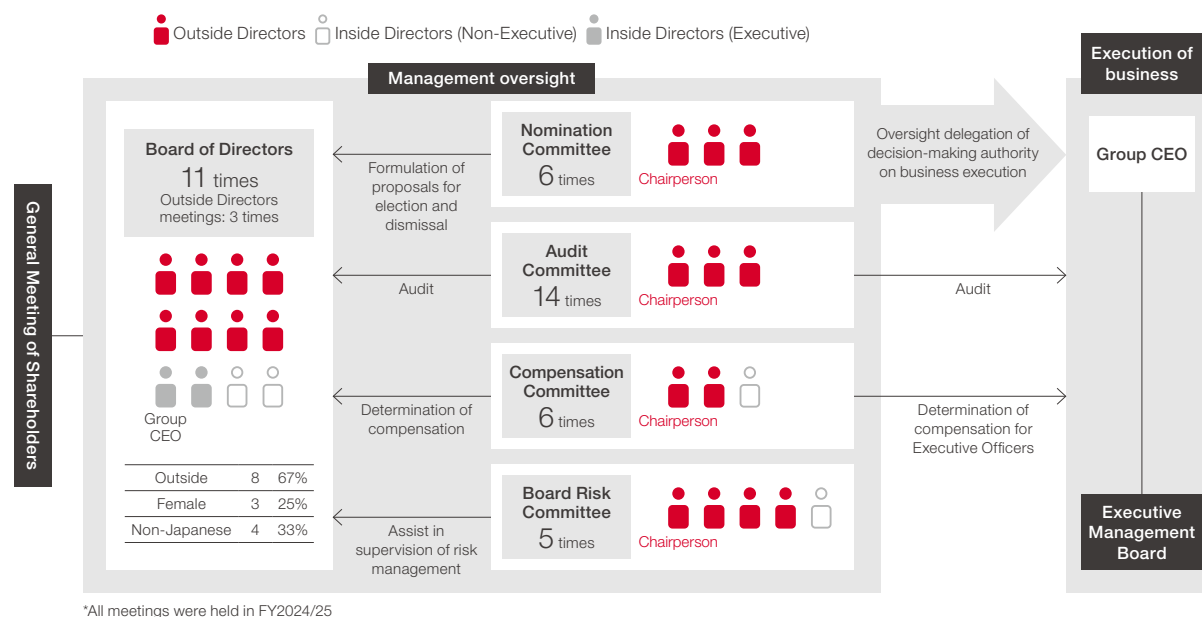 Outside Directors Inside Directors (Non-Executive) Inside Directors (Executive)
Management oversight
Execution of
business
General Meeting of Shareholders
Board of Directors
11 times
Outside Directors
meetings: 3 times
Group
CEO
Outside 8 67%
Female 3 25%
Non-Japanese 4 33%
Formulation of
proposals for
election and
dismissal
Nomination
Committee
6 times
Chairperson
Audit
Audit
Committee
14 times
Chairperson
Audit
Determination of
compensation
Compensation
Committee
6 times
Chairperson
Determination of
compensation for
Executive Officers
Assist in
supervision of risk
management
Board Risk
Committee
5 times
Chairperson
Oversight delegation of
decision-making authority
on business execution
Group CEO
Executive
Management
Board
*All meetings were held in FY2024/25